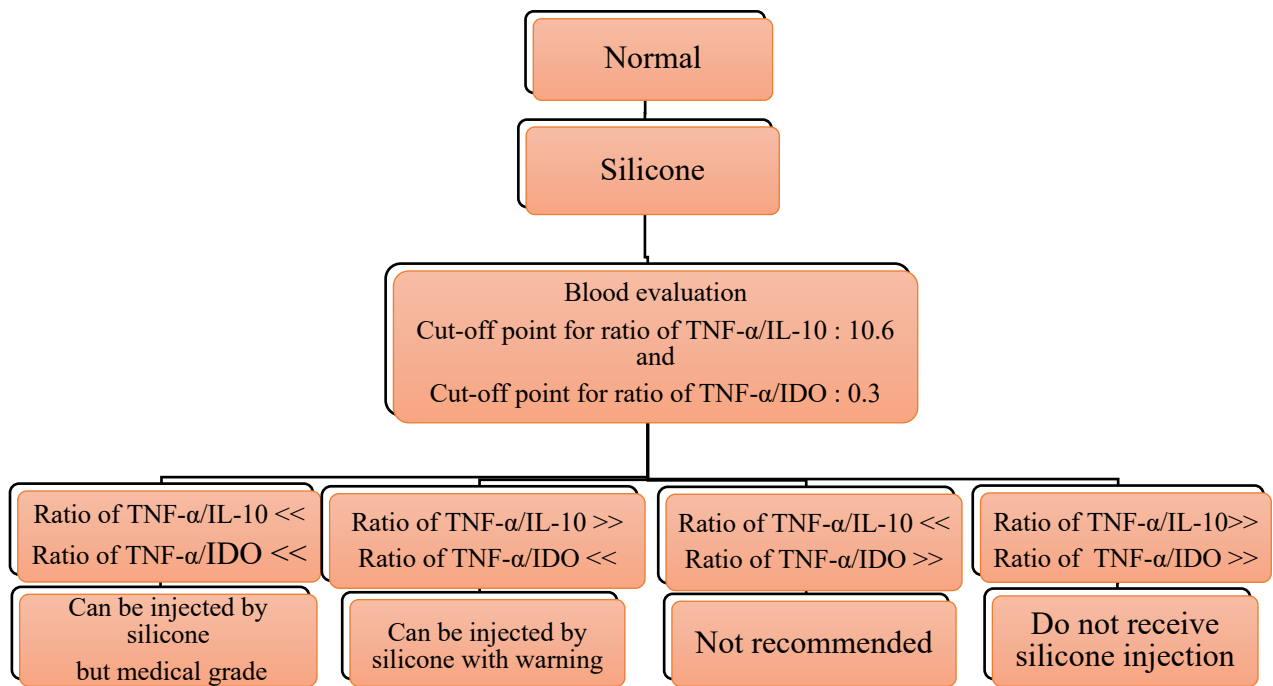 Normal
Silicone
Blood evaluation
Cut-off point for ratio of TNF-α/IL-10 : 10.6
and
Cut-off point for ratio of TNF-α/IDO : 0.3
Ratio of TNF-α/IL-10 <<
Ratio of TNF-α/IDO <<
Can be injected by
silicone
but medical grade
Ratio of TNF-α/IL-10 >>
Ratio of TNF-α/IDO <<
Can be injected by
silicone with warning
Ratio of TNF-α/IL-10 <<
Ratio of TNF-α/IDO >>
Not recommended
Ratio of TNF-α/IL-10>>
Ratio of TNF-α/IDO >>
Do not receive
silicone injection